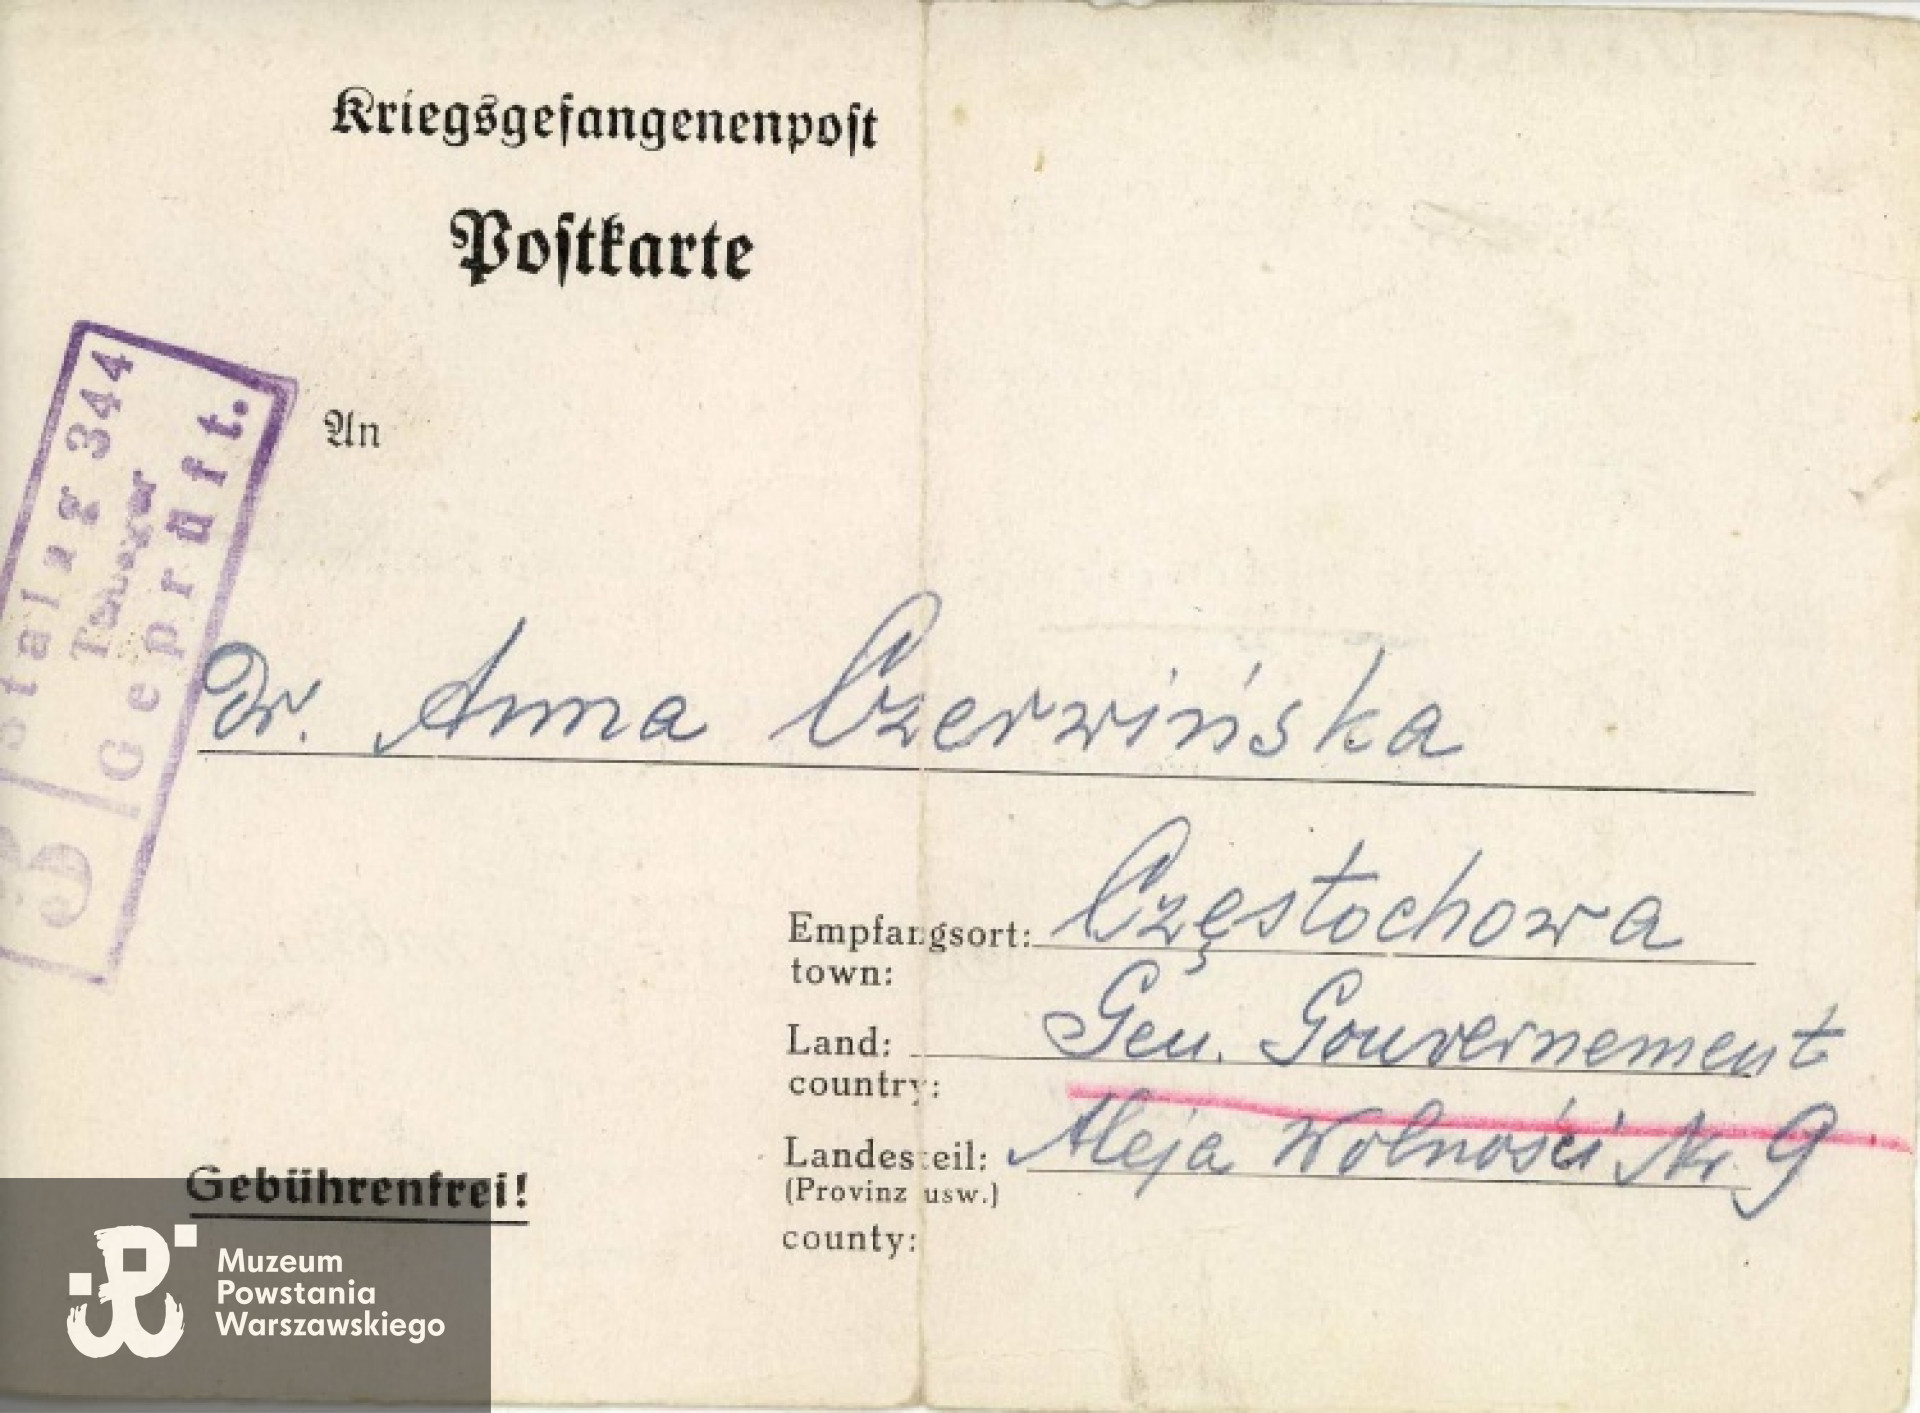 Kriegsgefangenenpost
Postkarte
Stalag 344
Geprüft.
3
An
Dr. Anna Czerwińska
Empfangsort: Częstochowa
town:
Land: Gen. Gouvernement
country:
Landesteil: Aleja Wolności Nr. 9
(Provinz usw.)
county:
Gebührenfrei!
Muzeum
Powstania
Warszawskiego